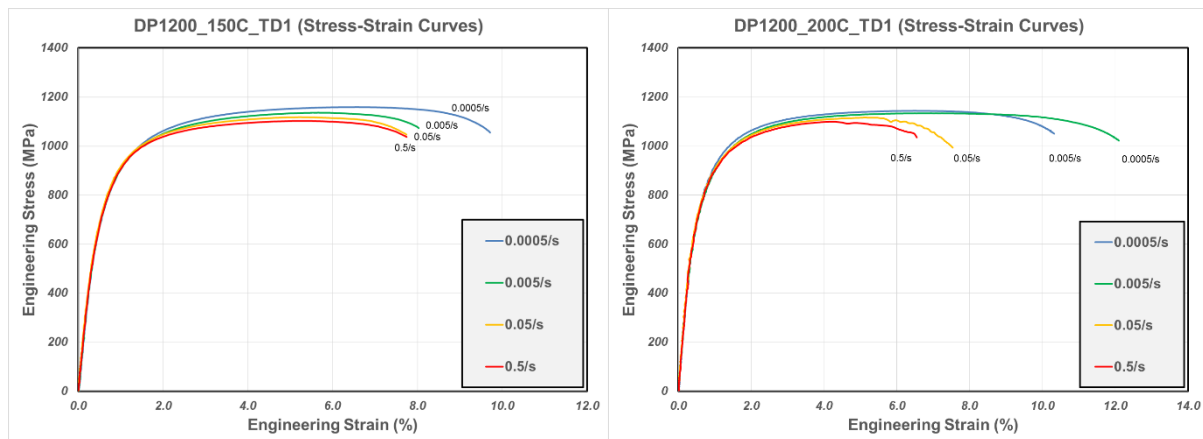 DP1200_150C_TD1 (Stress-Strain Curves)
Engineering Stress (MPa)
1400
1200
1000
800
600
400
200
0
0.0005/s
0.005/s
0.05/s
0.5/s
0.0005/s
0.005/s
0.05/s
0.5/s
0.0 2.0 4.0 6.0 8.0 10.0 12.0
Engineering Strain (%)
DP1200_200C_TD1 (Stress-Strain Curves)
Engineering Stress (MPa)
1400
1200
1000
800
600
400
200
0
0.5/s 0.05/s 0.005/s 0.0005/s
0.0005/s
0.005/s
0.05/s
0.5/s
0.0 2.0 4.0 6.0 8.0 10.0 12.0 14.0
Engineering Strain (%)